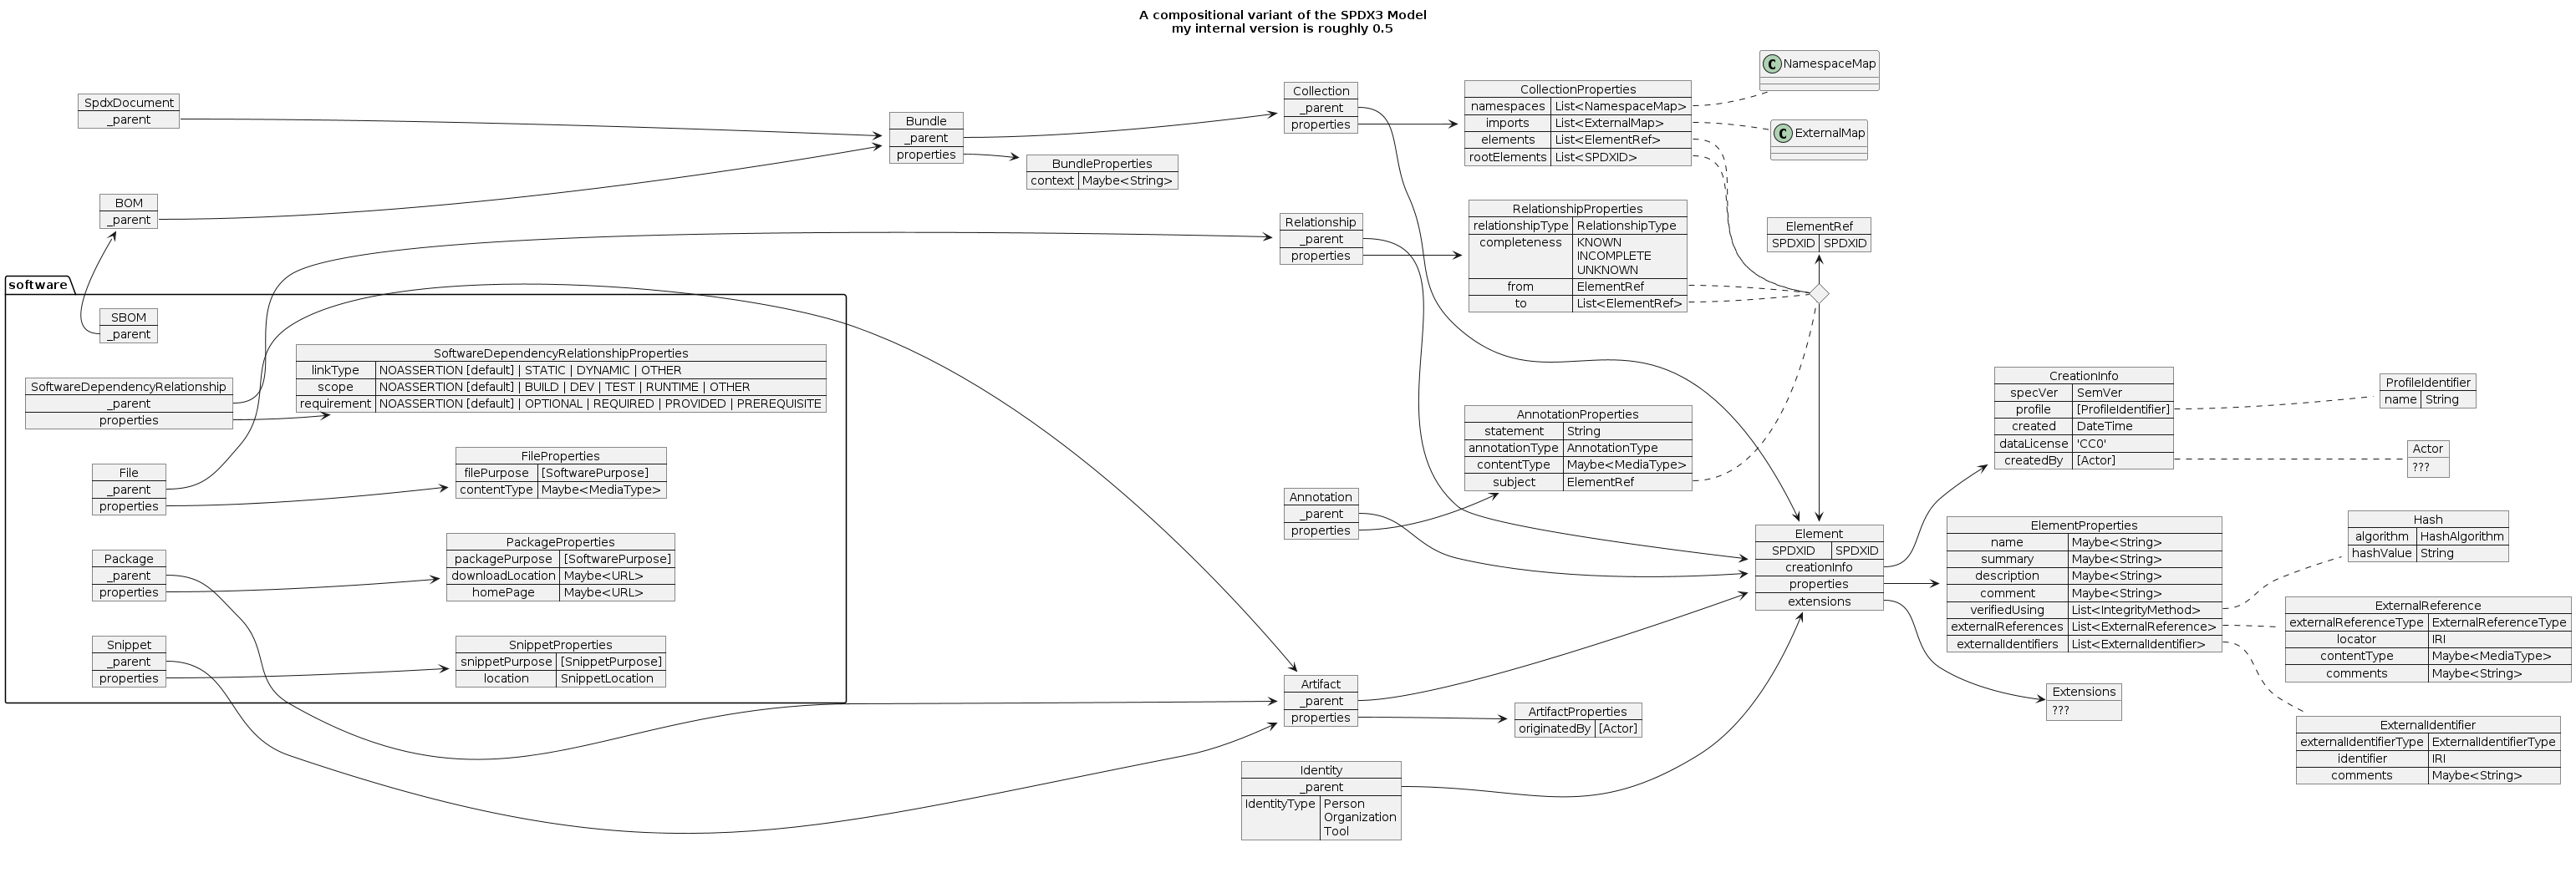 A compositional variant of the SPDX3 Model
my internal version is roughly 0.5
SpdxDocument
_parent
BOM
_parent
software
SBOM
_parent
SoftwareDependencyRelationship
_parent
properties
SoftwareDependencyRelationshipProperties
linkType NOASSERTION [default] | STATIC | DYNAMIC | OTHER
scope NOASSERTION [default] | BUILD | DEV | TEST | RUNTIME | OTHER
requirement NOASSERTION [default] | OPTIONAL | REQUIRED | PROVIDED | PREREQUISITE
File
_parent
properties
FileProperties
filePurpose [SoftwarePurpose]
contentType Maybe<MediaType>
Package
_parent
properties
PackageProperties
packagePurpose [SoftwarePurpose]
downloadLocation Maybe<URL>
homePage Maybe<URL>
Snippet
_parent
properties
SnippetProperties
snippetPurpose [SnippetPurpose]
location SnippetLocation
Bundle
_parent
properties
BundleProperties
context Maybe<String>
Collection
_parent
properties
CollectionProperties
namespaces List<NamespaceMap>
imports List<ExternalMap>
elements List<ElementRef>
rootElements List<SPDXID>
C NamespaceMap
C ExternalMap
Relationship
_parent
properties
RelationshipProperties
relationshipType RelationshipType
completeness KNOWN
INCOMPLETE
UNKNOWN
from ElementRef
to List<ElementRef>
ElementRef
SPDXID SPDXID
Annotation
_parent
properties
AnnotationProperties
statement String
annotationType AnnotationType
contentType Maybe<MediaType>
subject ElementRef
Artifact
_parent
properties
ArtifactProperties
originatedBy [Actor]
Identity
_parent
IdentityType Person
Organization
Tool
Element
SPDXID SPDXID
creationInfo
properties
extensions
CreationInfo
specVer SemVer
profile [ProfileIdentifier]
created DateTime
dataLicense 'CC0'
createdBy [Actor]
ProfileIdentifier
name String
Actor
???
ElementProperties
name Maybe<String>
summary Maybe<String>
description Maybe<String>
comment Maybe<String>
verifiedUsing List<IntegrityMethod>
externalReferences List<ExternalReference>
externalIdentifiers List<ExternalIdentifier>
Hash
algorithm HashAlgorithm
hashValue String
ExternalReference
externalReferenceType ExternalReferenceType
locator IRI
contentType Maybe<MediaType>
comments Maybe<String>
Extensions
???
ExternalIdentifier
externalIdentifierType ExternalIdentifierType
identifier IRI
comments Maybe<String>